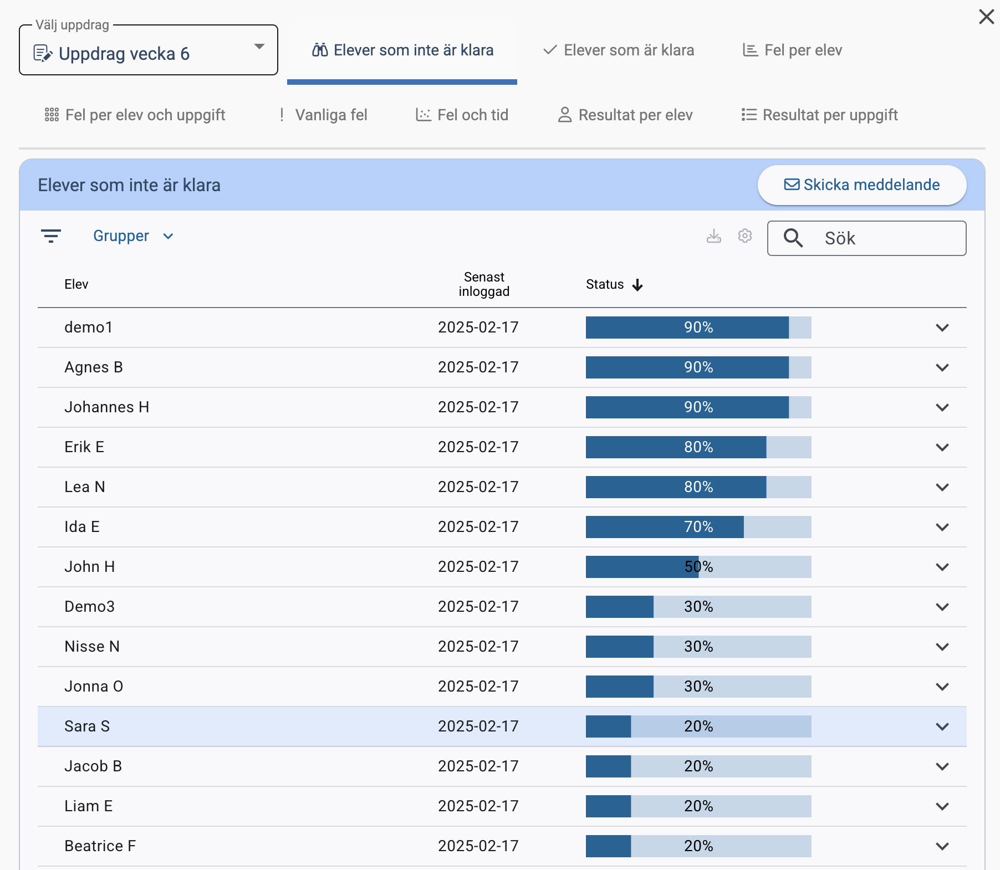 Välj uppdrag
Uppdrag vecka 6
Elever som inte är klara
Elever som är klara
Fel per elev
Fel per elev och uppgift
Vanliga fel
Fel och tid
Resultat per elev
Resultat per uppgift
Elever som inte är klara
Skicka meddelande
Grupper
Sök
Elev
Senast
inloggad
Status
demo1 2025-02-17 90%
Agnes B 2025-02-17 90%
Johannes H 2025-02-17 90%
Erik E 2025-02-17 80%
Lea N 2025-02-17 80%
Ida E 2025-02-17 70%
John H 2025-02-17 50%
Demo3 2025-02-17 30%
Nisse N 2025-02-17 30%
Jonna O 2025-02-17 30%
Sara S 2025-02-17 20%
Jacob B 2025-02-17 20%
Liam E 2025-02-17 20%
Beatrice F 2025-02-17 20%